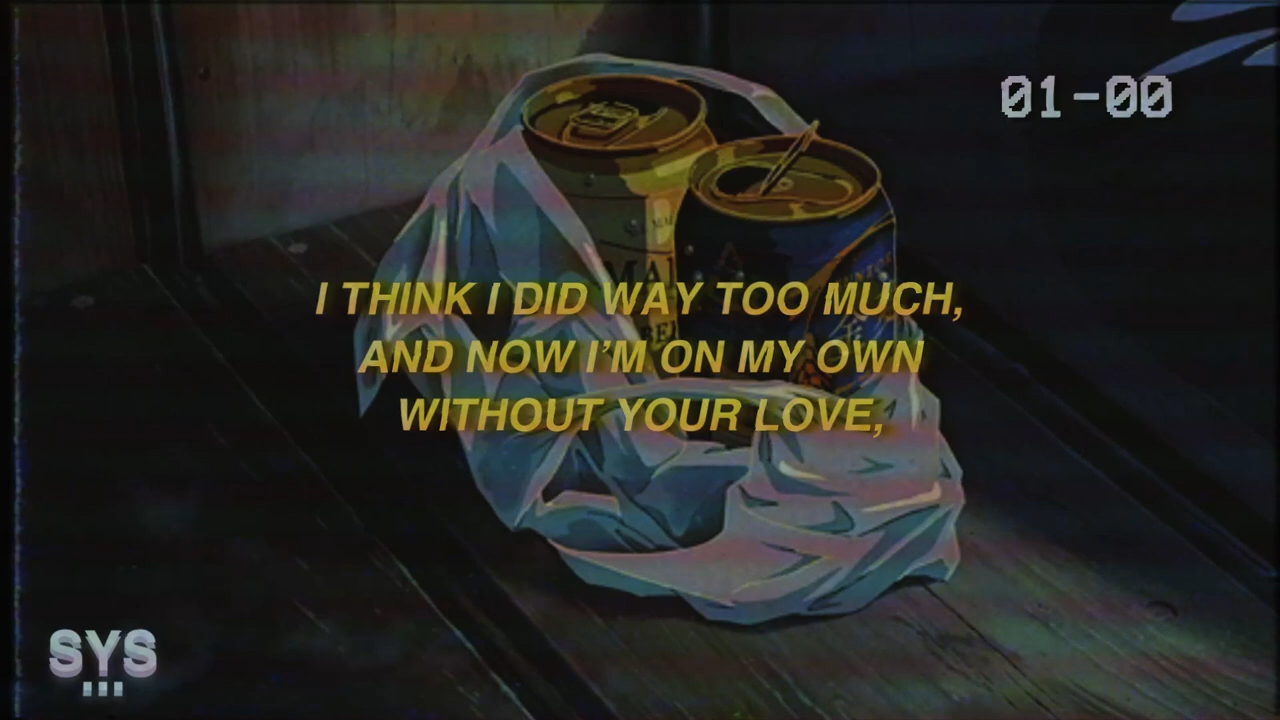 01-00
I THINK I DID WAY TOO MUCH,
AND NOW I'M ON MY OWN
WITHOUT YOUR LOVE,
SYS